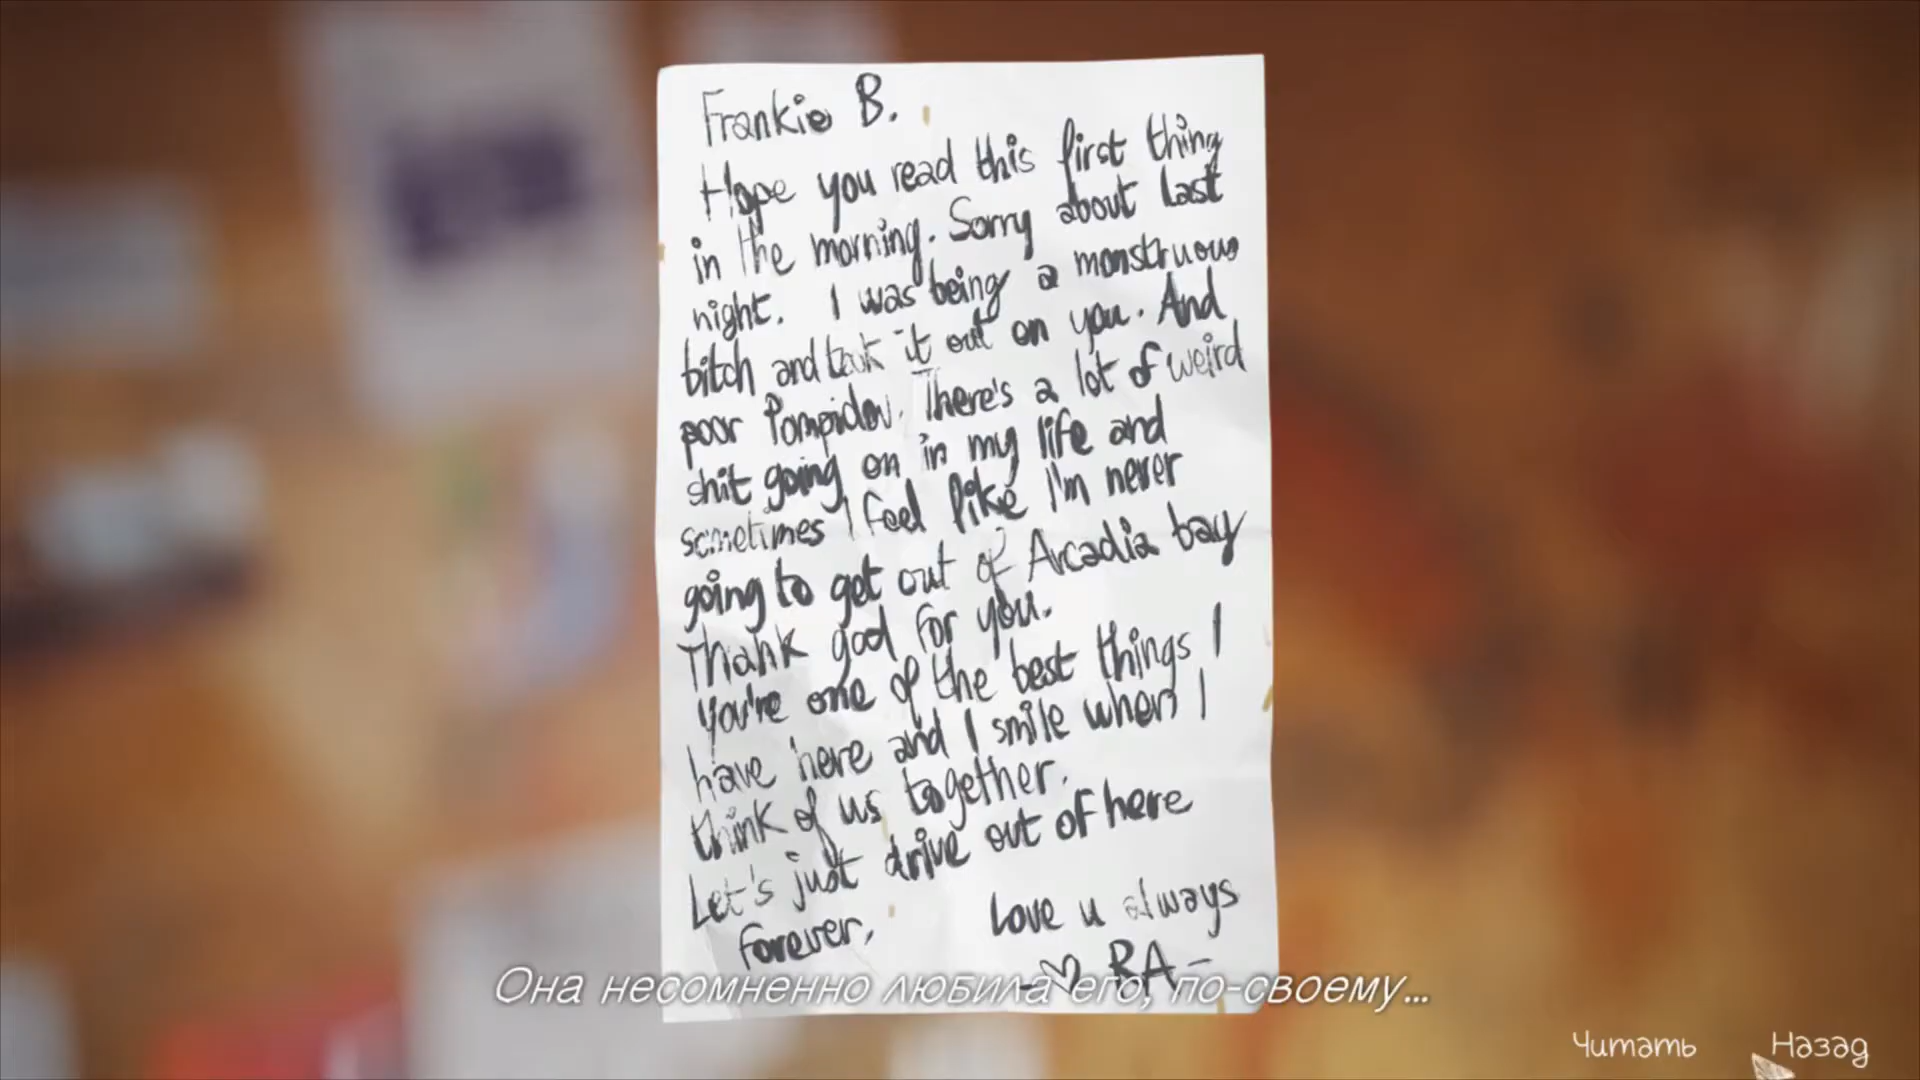 Frankie B.
Hope you read this first thing
in the morning. Sorry about last
night. I was being a monstruous
bitch and took it out on you. And
poor Pompidou. There's a lot of weird
shit going on in my life and
sometimes I feel like I'm never
going to get out of Arcadia bay
Thank god for you.
You're one of the best things I
have here and I smile when I
think of us together.
Let's just drive out of here
forever,
Love u always
-♡ RA-
Она несомненно любила его, по-своему...
Читать Назад